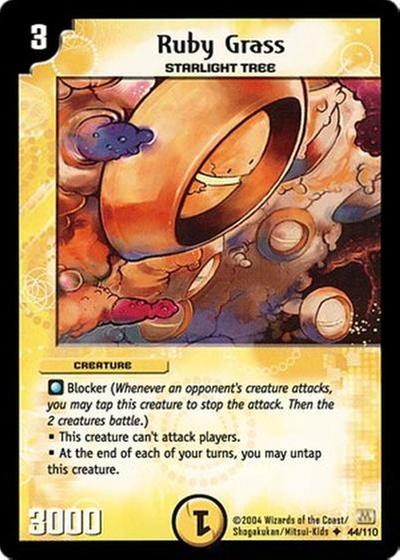 3
Ruby Grass
STARLIGHT TREE
CREATURE
Blocker (Whenever an opponent's creature attacks,
you may tap this creature to stop the attack. Then the
2 creatures battle.)
▪ This creature can't attack players.
▪ At the end of each of your turns, you may untap
this creature.
3000
1
©2004 Wizards of the Coast/
Shogakukan/Mitsui-Kids ♦ 44/110